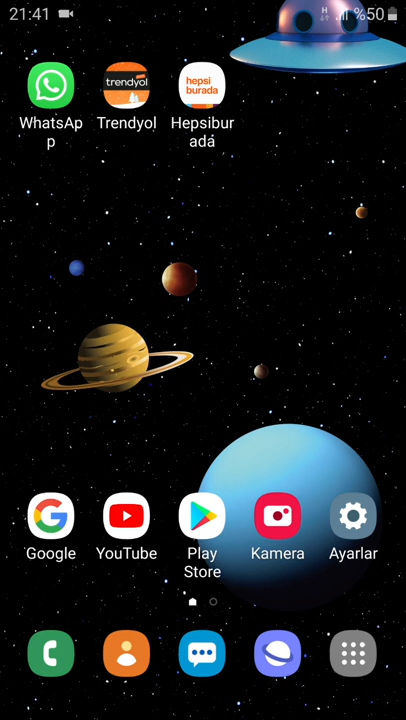 21:41
H
%50
trendyol
hepsi
burada
WhatsAp
p
Trendyol
Hepsibur
ada
Google
YouTube
Play
Store
Kamera
Ayarlar